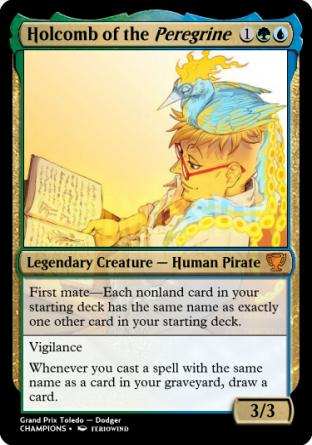 Holcomb of the Peregrine 1
Legendary Creature — Human Pirate
First mate—Each nonland card in your
starting deck has the same name as exactly
one other card in your starting deck.
Vigilance
Whenever you cast a spell with the same
name as a card in your graveyard, draw a
card.
3/3
Grand Prix Toledo — Dodger
CHAMPIONS • FERIOWIND